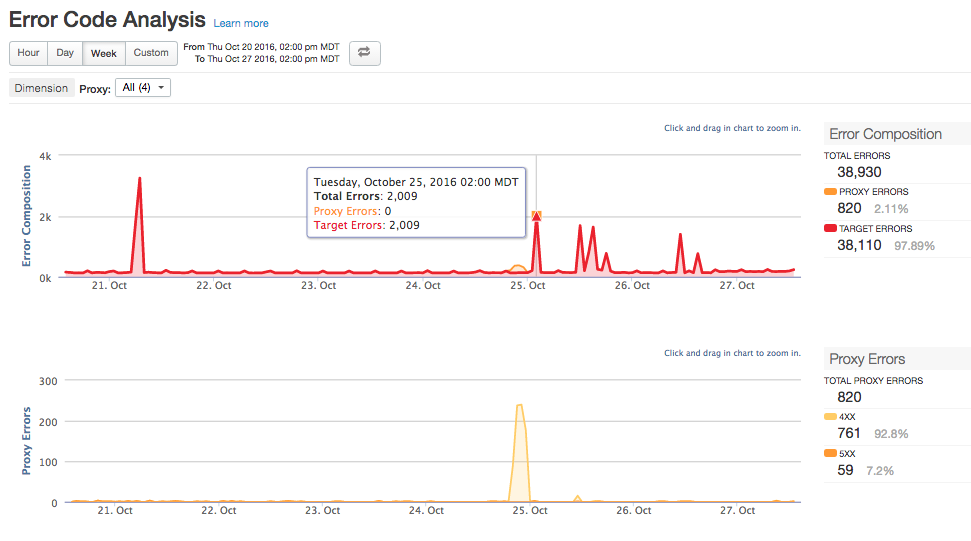 Error Code Analysis Learn more
Hour Day Week Custom
From Thu Oct 20 2016, 02:00 pm MDT
To Thu Oct 27 2016, 02:00 pm MDT
Dimension Proxy: All (4)
Click and drag in chart to zoom in.
Error Composition
4k
2k
0k
Tuesday, October 25, 2016 02:00 MDT
Total Errors: 2,009
Proxy Errors: 0
Target Errors: 2,009
21. Oct 22. Oct 23. Oct 24. Oct 25. Oct 26. Oct 27. Oct
Error Composition
TOTAL ERRORS
38,930
PROXY ERRORS
820 2.11%
TARGET ERRORS
38,110 97.89%
Click and drag in chart to zoom in.
Proxy Errors
300
200
100
0
21. Oct 22. Oct 23. Oct 24. Oct 25. Oct 26. Oct 27. Oct
Proxy Errors
TOTAL PROXY ERRORS
820
4XX
761 92.8%
5XX
59 7.2%